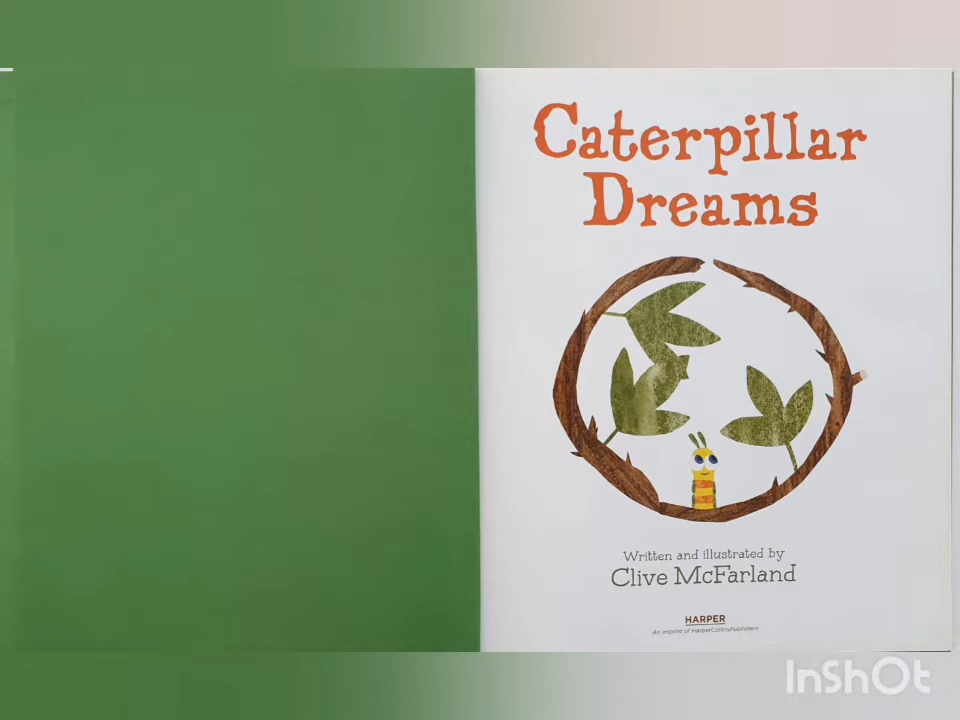 Caterpillar
Dreams
Written and illustrated by
Clive McFarland
HARPER
An imprint of HarperCollinsPublishers
InShOt